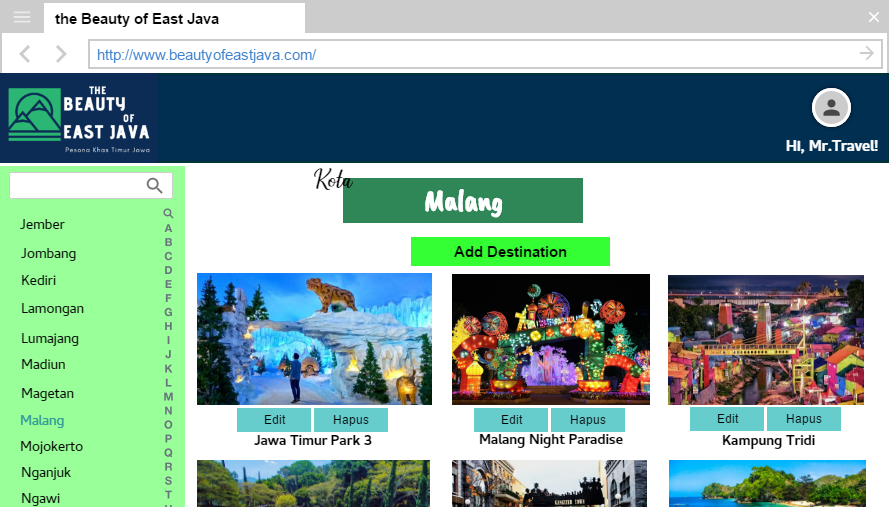 the Beauty of East Java
http://www.beautyofeastjava.com/
THE
BEAUTY
OF
EAST JAVA
Pesona Khas Timur Jawa
Hi, Mr.Travel!
Kota
Malang
Add Destination
Jember
Jombang
Kediri
Lamongan
Lumajang
Madiun
Magetan
Malang
Mojokerto
Nganjuk
Ngawi
A
B
C
D
E
F
G
H
I
J
K
L
M
N
O
P
Q
R
S
T
Edit
Hapus
Jawa Timur Park 3
Edit
Hapus
Malang Night Paradise
Edit
Hapus
Kampung Tridi